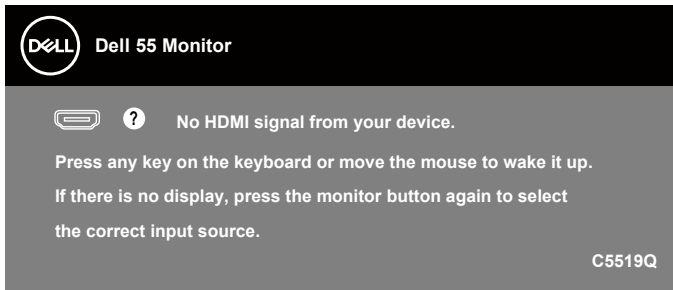 DELL Dell 55 Monitor
? No HDMI signal from your device.
Press any key on the keyboard or move the mouse to wake it up.
If there is no display, press the monitor button again to select
the correct input source.
C5519Q